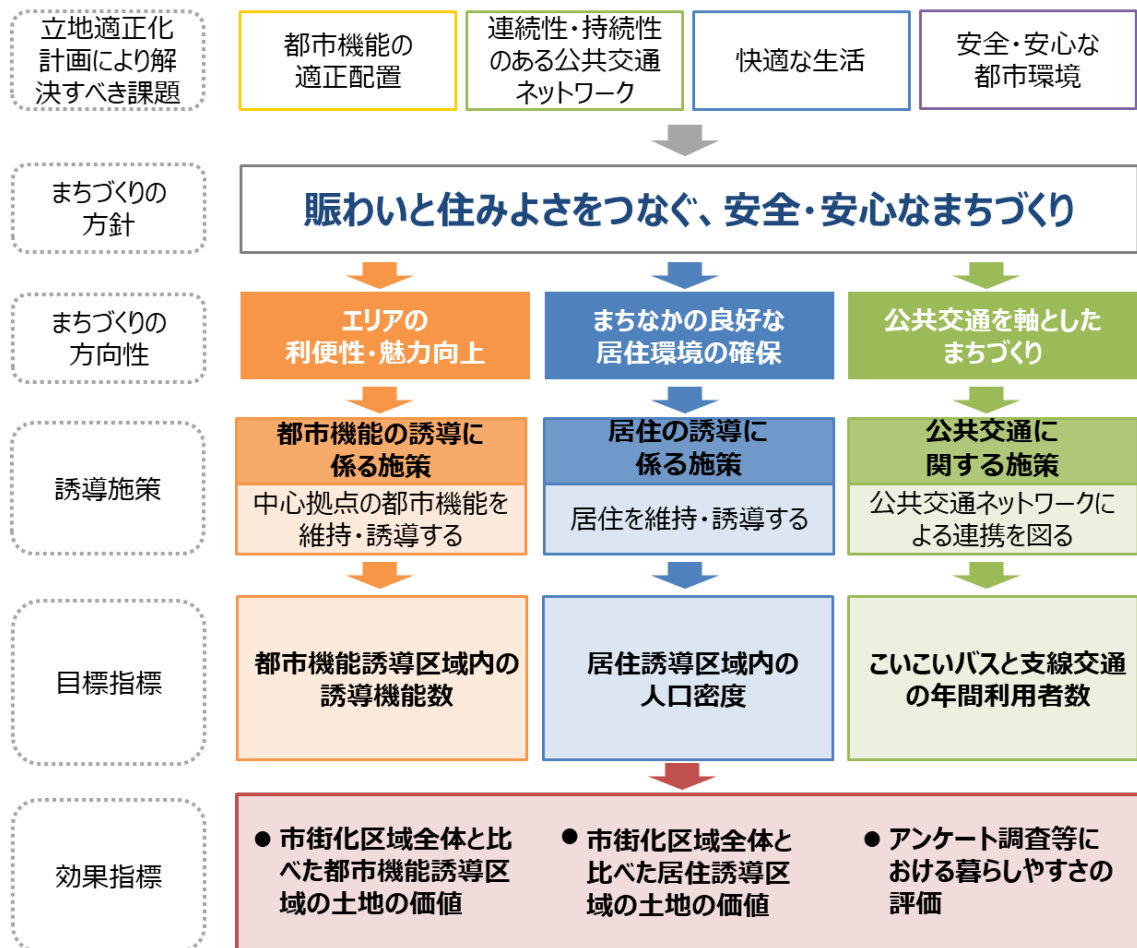 立地適正化
計画により解
決すべき課題
都市機能の
適正配置
連続性・持続性
のある公共交通
ネットワーク
快適な生活
安全・安心な
都市環境
まちづくりの
方針
賑わいと住みよさをつなぐ、安全・安心なまちづくり
まちづくりの
方向性
エリアの
利便性・魅力向上
まちなかの良好な
居住環境の確保
公共交通を軸とした
まちづくり
誘導施策
都市機能の誘導に
係る施策
中心拠点の都市機能を
維持・誘導する
居住の誘導に
係る施策
居住を維持・誘導する
公共交通に
関する施策
公共交通ネットワークに
よる連携を図る
目標指標
都市機能誘導区域内の
誘導機能数
居住誘導区域内の
人口密度
こいこいバスと支線交通
の年間利用者数
効果指標
● 市街化区域全体と比
べた都市機能誘導区
域の土地の価値
● 市街化区域全体と
比べた居住誘導区
域の土地の価値
● アンケート調査等に
おける暮らしやすさの
評価